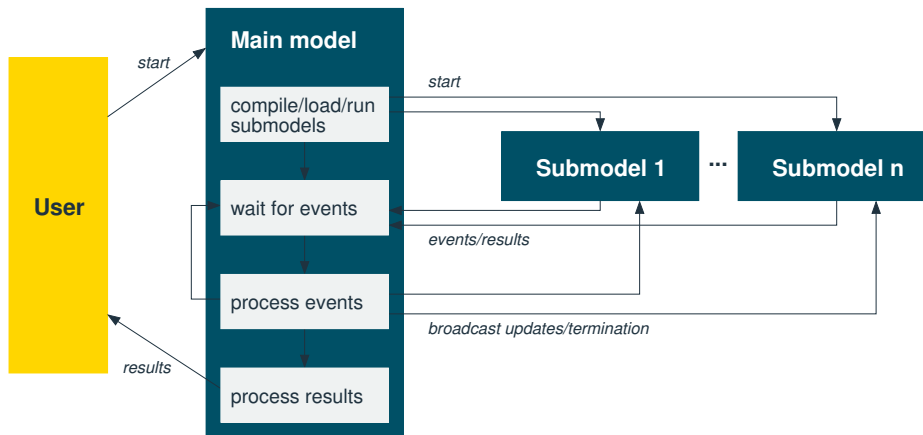 Main model
start
start
compile/load/run
submodels
Submodel 1
...
Submodel n
User
wait for events
events/results
process events
broadcast updates/termination
results
process results